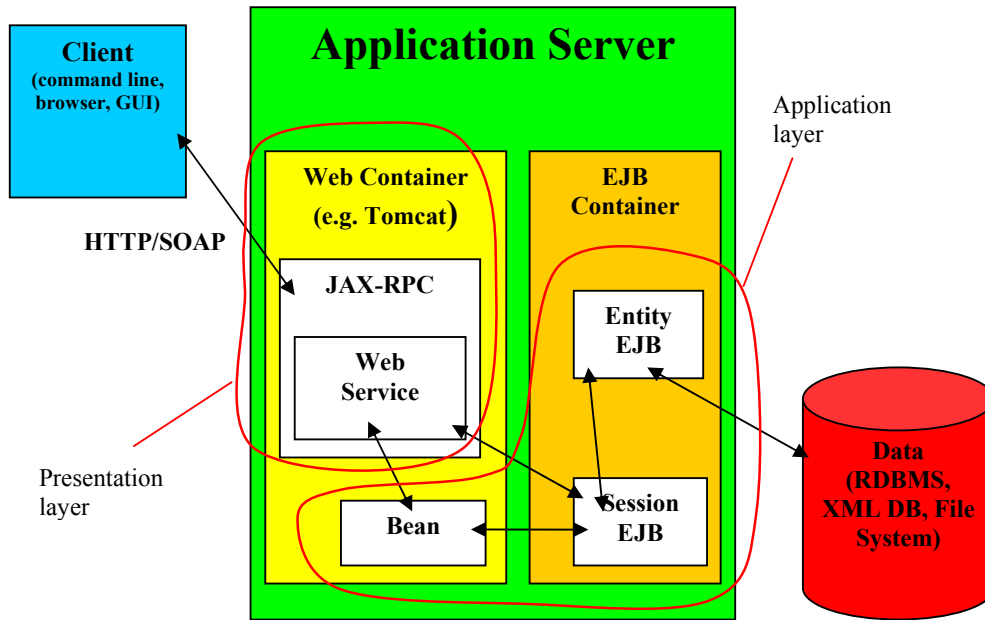 Client
(command line,
browser, GUI)
Application Server
Application
layer
Web Container
(e.g. Tomcat)
EJB
Container
HTTP/SOAP
JAX-RPC
Entity
EJB
Web
Service
Data
(RDBMS,
XML DB, File
System)
Presentation
layer
Bean
Session
EJB